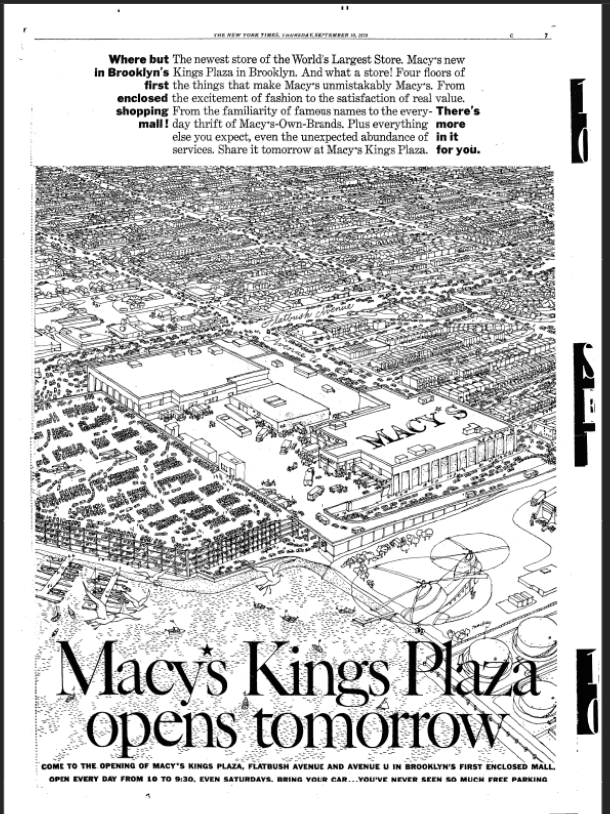 THE NEW YORK TIMES, THURSDAY, SEPTEMBER 10, 1970 C 7
Where but The newest store of the World's Largest Store. Macy's new
in Brooklyn's Kings Plaza in Brooklyn. And what a store! Four floors of
first the things that make Macy's unmistakably Macy's. From
enclosed the excitement of fashion to the satisfaction of real value.
shopping From the familiarity of famous names to the every- There's
mall! day thrift of Macy's-Own-Brands. Plus everything more
else you expect, even the unexpected abundance of in it
services. Share it tomorrow at Macy's Kings Plaza. for you.
Flatbush Avenue
MACY'S
Macy's Kings Plaza
opens tomorrow
COME TO THE OPENING OF MACY'S KINGS PLAZA, FLATBUSH AVENUE AND AVENUE U IN BROOKLYN'S FIRST ENCLOSED MALL.
OPEN EVERY DAY FROM 10 TO 9:30, EVEN SATURDAYS. BRING YOUR CAR...YOU'VE NEVER SEEN SO MUCH FREE PARKING